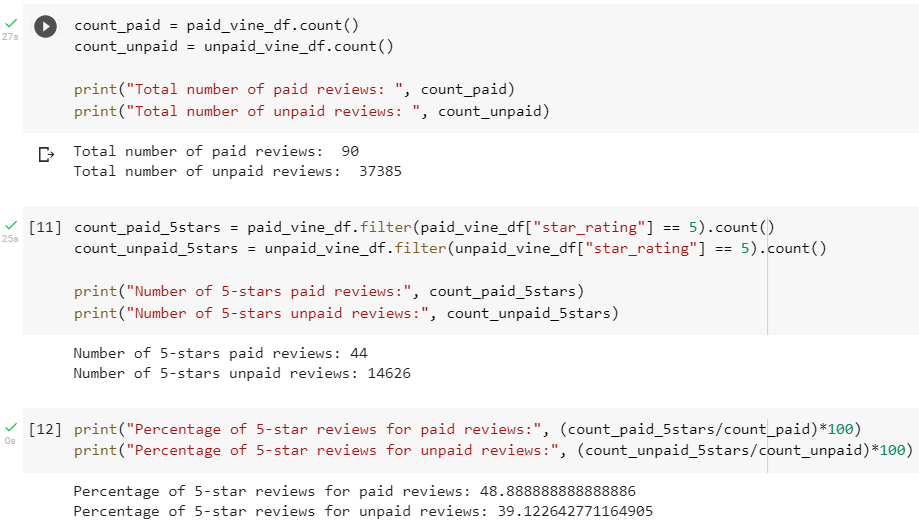 27s
count_paid = paid_vine_df.count()
count_unpaid = unpaid_vine_df.count()
print("Total number of paid reviews: ", count_paid)
print("Total number of unpaid reviews: ", count_unpaid)
Total number of paid reviews:  90
Total number of unpaid reviews:  37385
25s
[11] count_paid_5stars = paid_vine_df.filter(paid_vine_df["star_rating"] == 5).count()
count_unpaid_5stars = unpaid_vine_df.filter(unpaid_vine_df["star_rating"] == 5).count()
print("Number of 5-stars paid reviews:", count_paid_5stars)
print("Number of 5-stars unpaid reviews:", count_unpaid_5stars)
Number of 5-stars paid reviews: 44
Number of 5-stars unpaid reviews: 14626
0s
[12] print("Percentage of 5-star reviews for paid reviews:", (count_paid_5stars/count_paid)*100)
print("Percentage of 5-star reviews for unpaid reviews:", (count_unpaid_5stars/count_unpaid)*100)
Percentage of 5-star reviews for paid reviews: 48.888888888888886
Percentage of 5-star reviews for unpaid reviews: 39.122642771164905